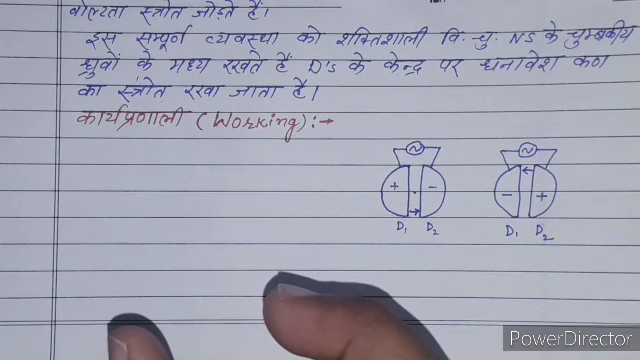 वोल्टता स्त्रोत जोड़ते हैं।
इस सम्पूर्ण व्यवस्था को शक्तिशाली वि. चु. NS के चुम्बकीय
ध्रुवों के मध्य रखते हैं D's के केन्द्र पर धनावेश कण
का स्त्रोत रखा जाता है।
कार्यप्रणाली (Working) :→
~ ~
+ - - +
D₁ D₂ D₁ D₂
PowerDirector